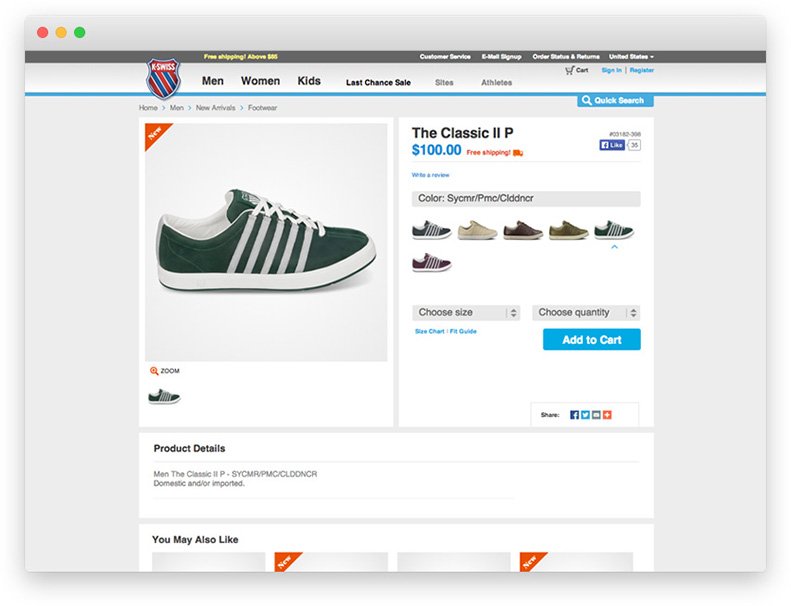 Free shipping! Above $85
Customer Service E-Mail Signup Order Status & Returns United States
K·SWISS
Men Women Kids Last Chance Sale Sites Athletes
Cart Sign In | Register
Home > Men > New Arrivals > Footwear
Quick Search
New
The Classic II P
#03182-398
$100.00 Free shipping!
Like 35
Write a review
Color: Sycmr/Pmc/Clddncr
Choose size Choose quantity
Size Chart | Fit Guide
Add to Cart
ZOOM
Share:
Product Details
Men The Classic II P - SYCMR/PMC/CLDDNCR
Domestic and/or imported.
You May Also Like
New New